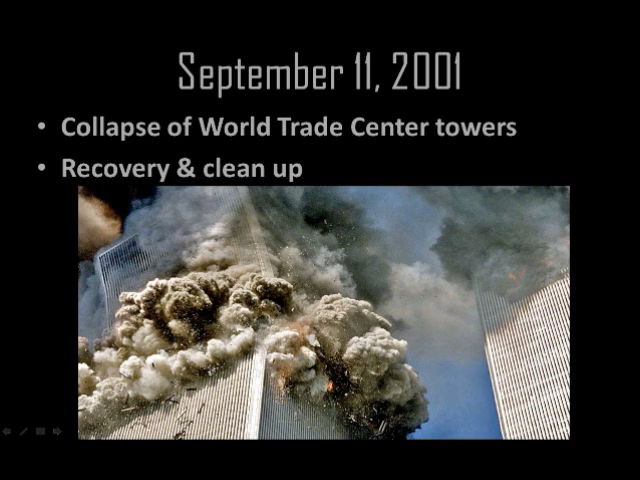 September 11, 2001
• Collapse of World Trade Center towers
• Recovery & clean up